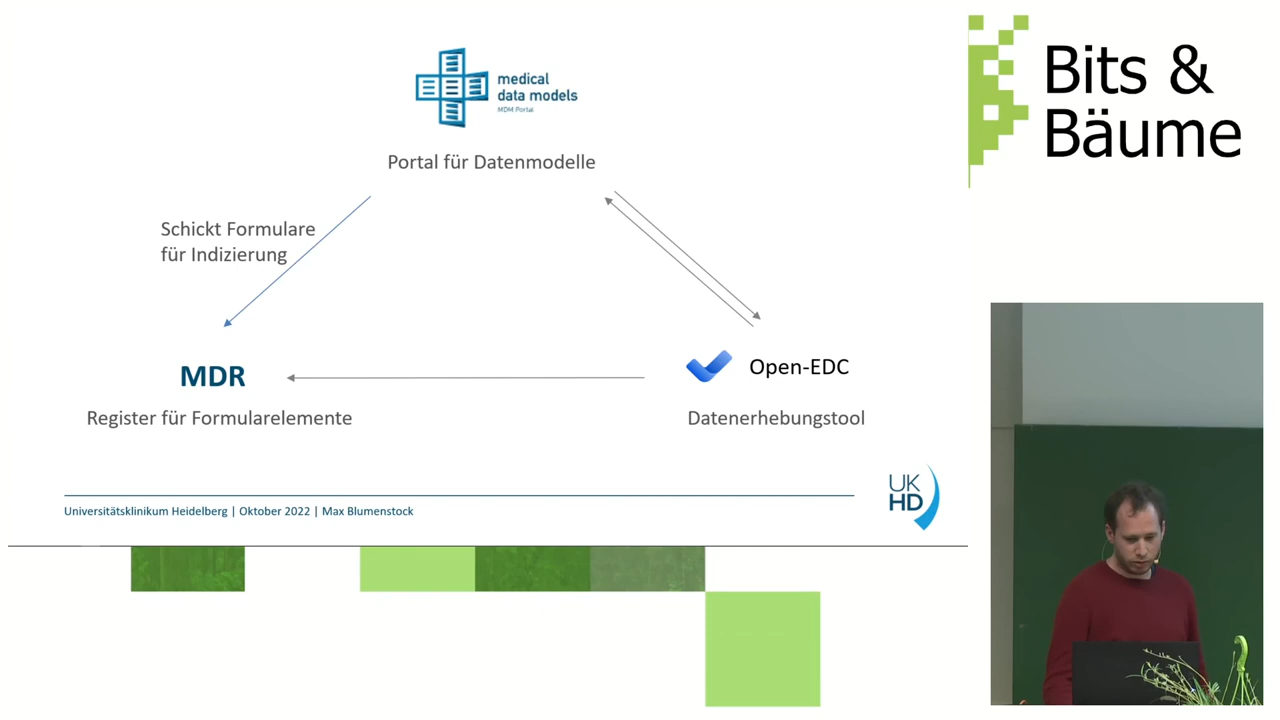 Bits &
Bäume
medical
data models
MDM Portal
Portal für Datenmodelle
Schickt Formulare
für Indizierung
MDR
Register für Formularelemente
Open-EDC
Datenerhebungstool
UK
HD
Universitätsklinikum Heidelberg | Oktober 2022 | Max Blumenstock